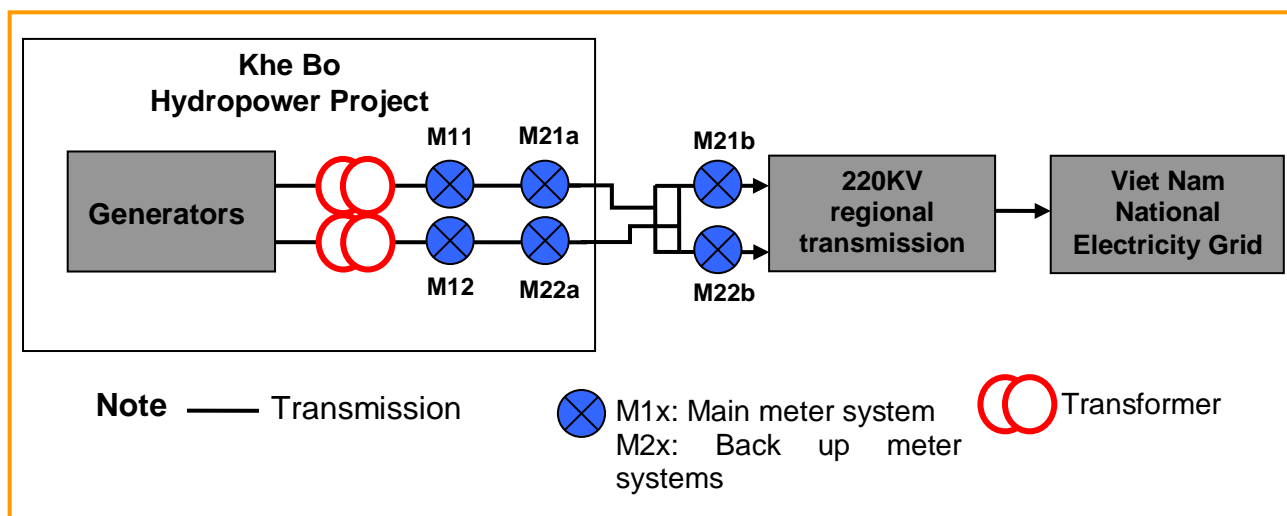 Khe Bo
Hydropower Project
M11
M21a
M21b
Generators
220KV
regional
transmission
Viet Nam
National
Electricity Grid
M12
M22a
M22b
Note
Transmission
M1x: Main meter system
M2x: Back up meter
systems
Transformer